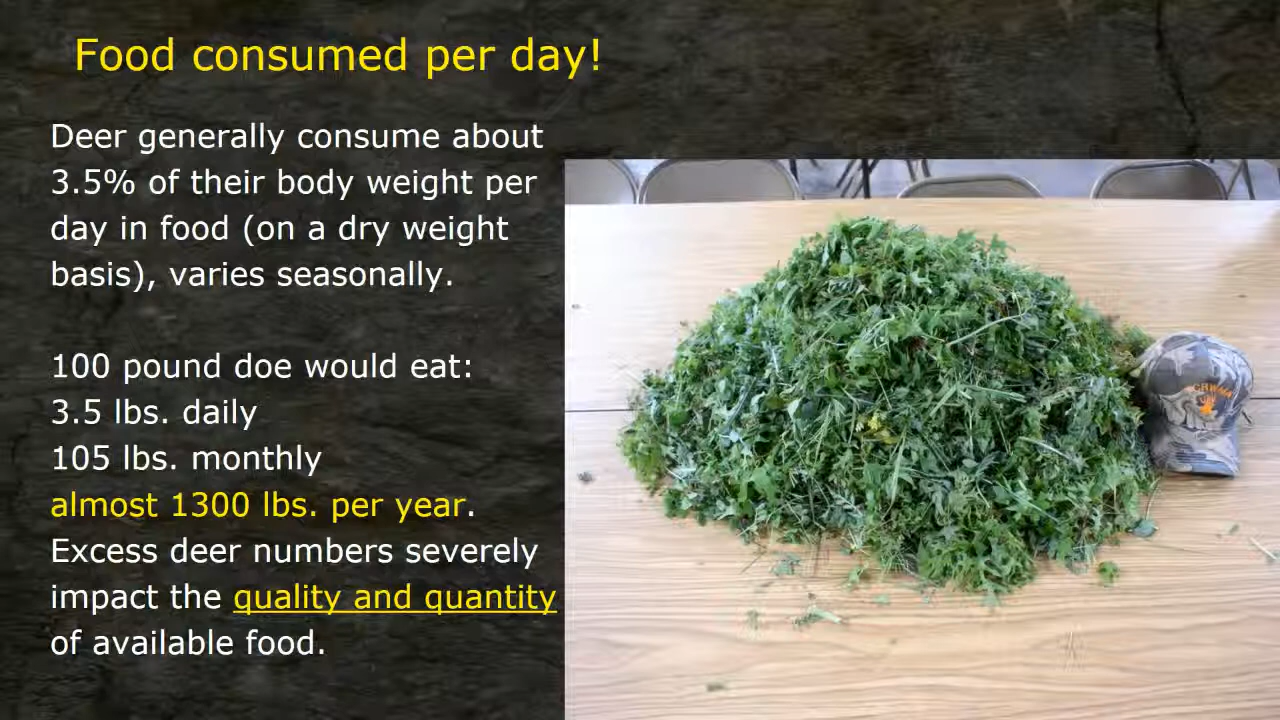 Food consumed per day!
Deer generally consume about
3.5% of their body weight per
day in food (on a dry weight
basis), varies seasonally.
100 pound doe would eat:
3.5 lbs. daily
105 lbs. monthly
almost 1300 lbs. per year.
Excess deer numbers severely
impact the quality and quantity
of available food.